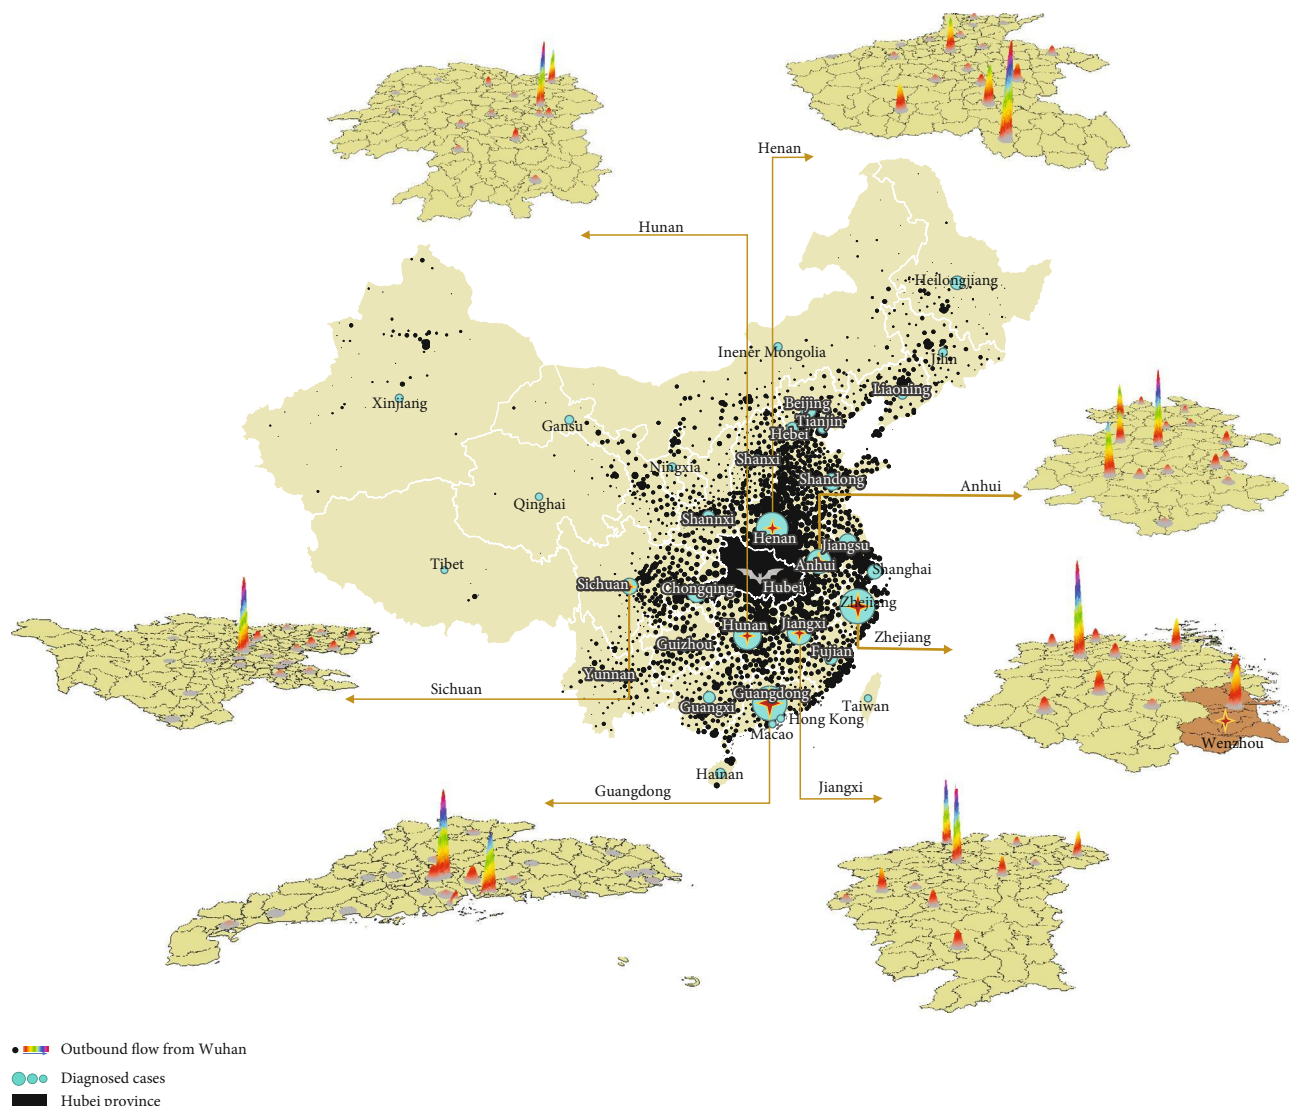 Henan
Hunan
Heilongjiang
Inener Mongolia
Jilin
Liaoning
Xinjiang
Beijing
Tianjin
Gansu
Hebei
Shanxi
Ningxia
Shandong
Anhui
Qinghai
Shannxi
Henan
Jiangsu
Anhui
Tibet
Shanghai
Sichuan
Chongqing
Hubei
Zhejiang
Hunan
Jiangxi
Zhejiang
Guizhou
Fujian
Yunnan
Sichuan
Guangdong
Guangxi
Taiwan
Hong Kong
Macao
Wenzhou
Hainan
Guangdong
Jiangxi
Outbound flow from Wuhan
Diagnosed cases
Hubei province